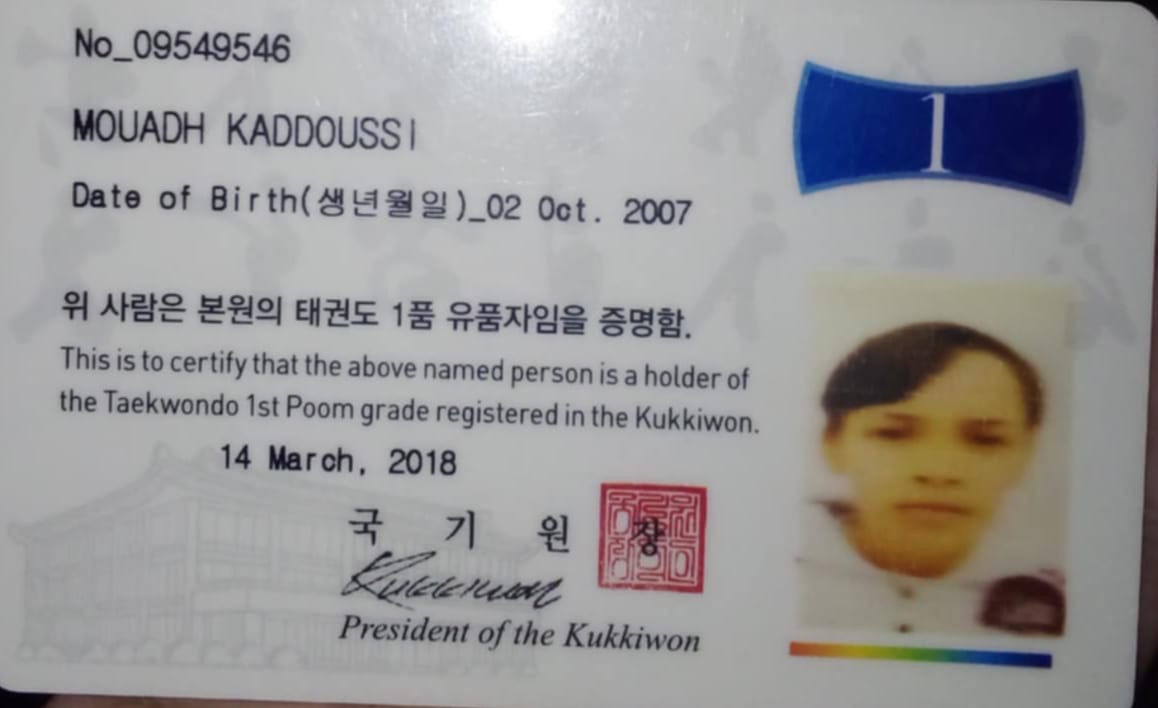 No_09549546
1
MOUADH KADDOUSSI
Date of Birth(생년월일)_02 Oct. 2007
위 사람은 본원의 태권도 1품 유품자임을 증명함.
This is to certify that the above named person is a holder of
the Taekwondo 1st Poom grade registered in the Kukkiwon.
14 March, 2018
국 기 원 장
Kukkiwon
President of the Kukkiwon